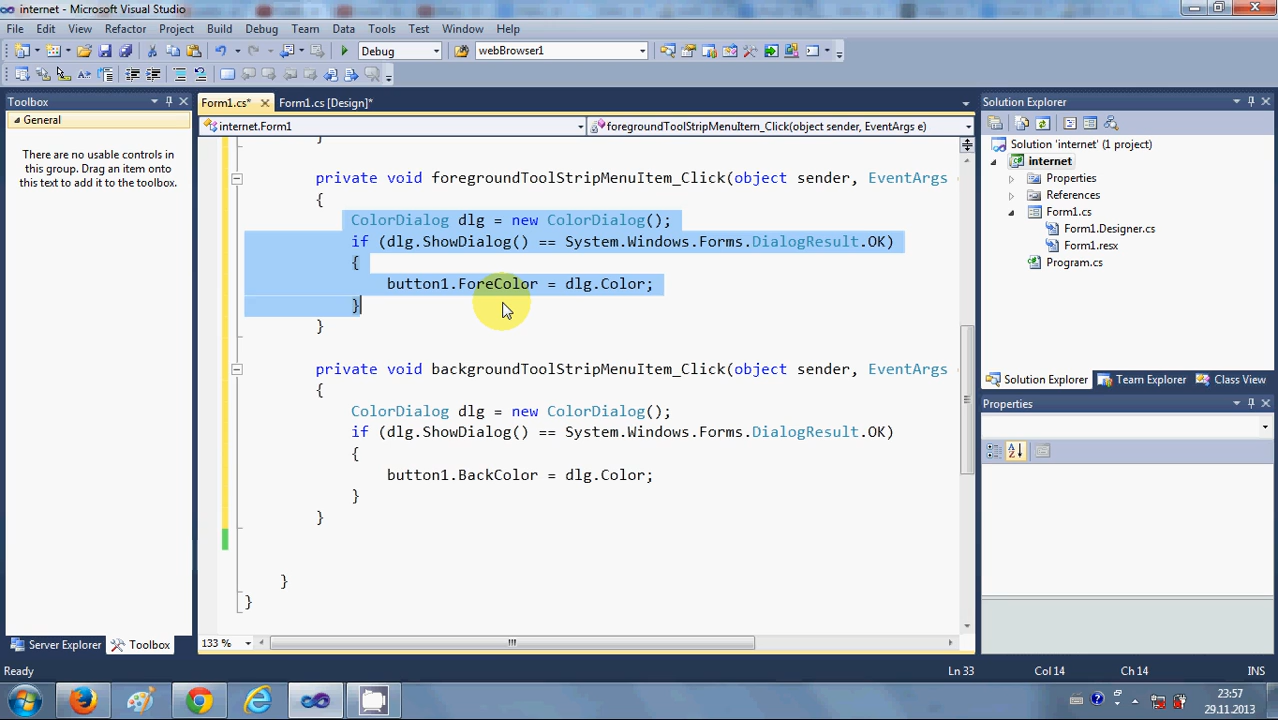 internet - Microsoft Visual Studio
File Edit View Refactor Project Build Debug Team Data Tools Test Window Help
Debug webBrowser1
Toolbox
General
There are no usable controls in
this group. Drag an item onto
this text to add it to the toolbox.
Server Explorer Toolbox
Form1.cs* Form1.cs [Design]*
internet.Form1 foregroundToolStripMenuItem_Click(object sender, EventArgs e)
}
private void foregroundToolStripMenuItem_Click(object sender, EventArgs
{
ColorDialog dlg = new ColorDialog();
if (dlg.ShowDialog() == System.Windows.Forms.DialogResult.OK)
{
button1.ForeColor = dlg.Color;
}
}
private void backgroundToolStripMenuItem_Click(object sender, EventArgs
{
ColorDialog dlg = new ColorDialog();
if (dlg.ShowDialog() == System.Windows.Forms.DialogResult.OK)
{
button1.BackColor = dlg.Color;
}
}
}
}
133 %
Solution Explorer
Solution 'internet' (1 project)
internet
Properties
References
Form1.cs
Form1.Designer.cs
Form1.resx
Program.cs
Solution Explorer Team Explorer Class View
Properties
Ready Ln 33 Col 14 Ch 14 INS
23:57
29.11.2013